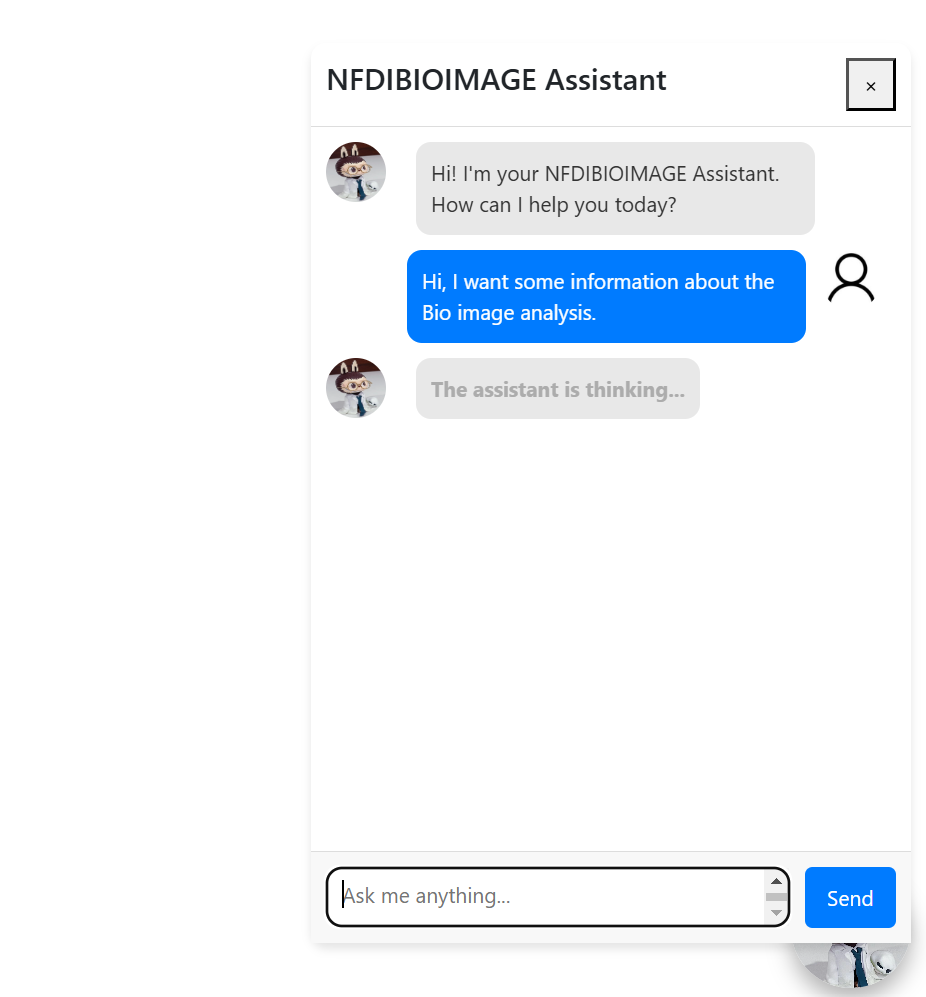 NFDIBIOIMAGE Assistant
×
Hi! I'm your NFDIBIOIMAGE Assistant.
How can I help you today?
Hi, I want some information about the
Bio image analysis.
The assistant is thinking...
Ask me anything...
Send